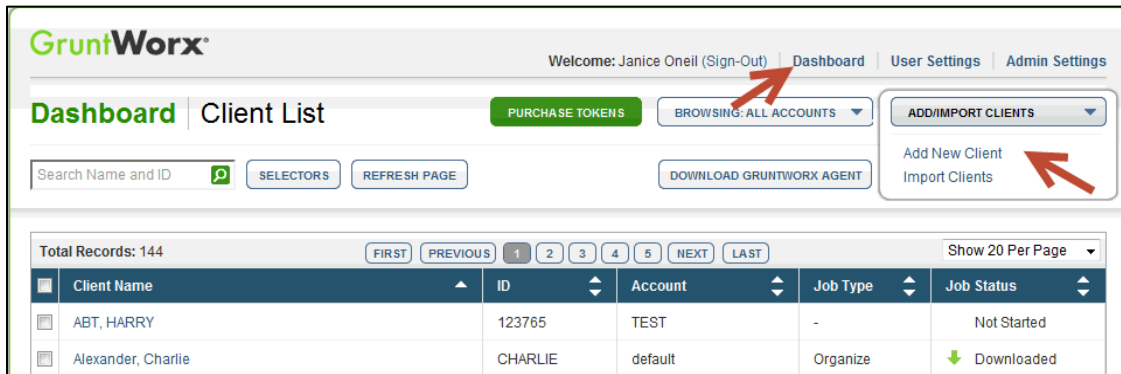 GruntWorx
Welcome: Janice Oneil (Sign-Out) Dashboard User Settings Admin Settings
Dashboard Client List PURCHASE TOKENS BROWSING: ALL ACCOUNTS ADD/IMPORT CLIENTS
Add New Client
Import Clients
Search Name and ID SELECTORS REFRESH PAGE DOWNLOAD GRUNTWORX AGENT
Total Records: 144 FIRST PREVIOUS 1 2 3 4 5 NEXT LAST Show 20 Per Page
Client Name ID Account Job Type Job Status
ABT, HARRY 123765 TEST - Not Started
Alexander, Charlie CHARLIE default Organize Downloaded